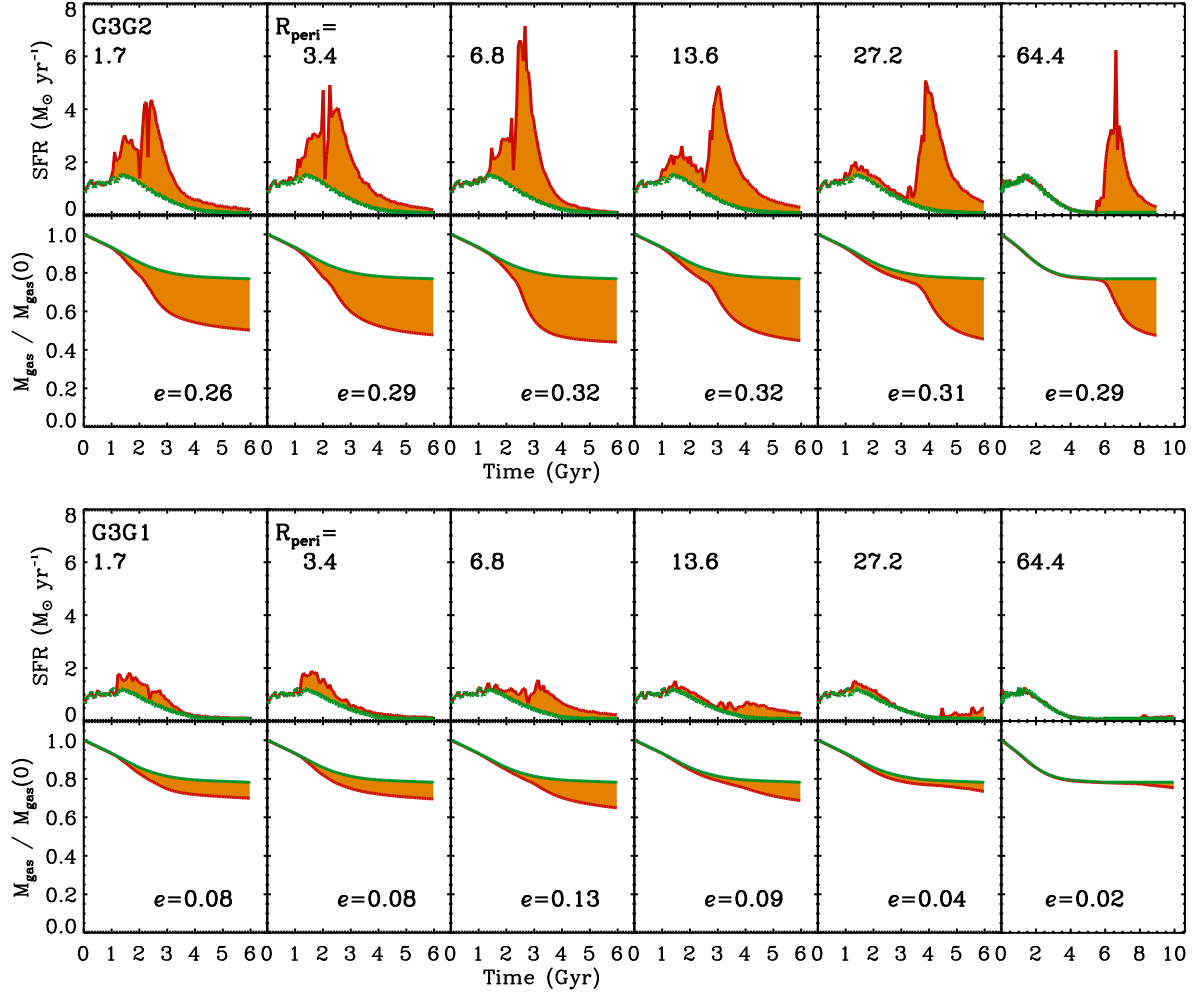 G3G2 R_peri=
1.7 3.4 6.8 13.6 27.2 64.4
SFR (M_⊙ yr⁻¹)
8
6
4
2
0
M_gas / M_gas(0)
1.0
0.8
0.6
0.4
0.2
0.0
e=0.26 e=0.29 e=0.32 e=0.32 e=0.31 e=0.29
0 1 2 3 4 5 6 0 1 2 3 4 5 6 0 1 2 3 4 5 6 0 1 2 3 4 5 6 0 1 2 3 4 5 6 0 2 4 6 8 10
Time (Gyr)
G3G1 R_peri=
1.7 3.4 6.8 13.6 27.2 64.4
SFR (M_⊙ yr⁻¹)
8
6
4
2
0
M_gas / M_gas(0)
1.0
0.8
0.6
0.4
0.2
0.0
e=0.08 e=0.08 e=0.13 e=0.09 e=0.04 e=0.02
0 1 2 3 4 5 6 0 1 2 3 4 5 6 0 1 2 3 4 5 6 0 1 2 3 4 5 6 0 1 2 3 4 5 6 0 2 4 6 8 10
Time (Gyr)